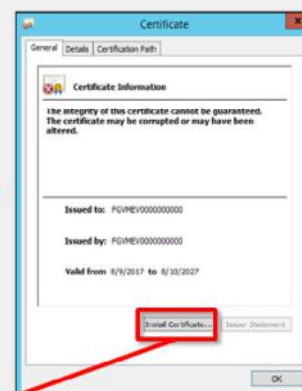 Certificate
General Details Certification Path
Certificate Information
The integrity of this certificate cannot be guaranteed.
The certificate may be corrupted or may have been
altered.
Issued to: FGVMEV0000000000
Issued by: FGVMEV0000000000
Valid from 8/9/2017 to 8/10/2027
Install Certificate... Issuer Statement
OK